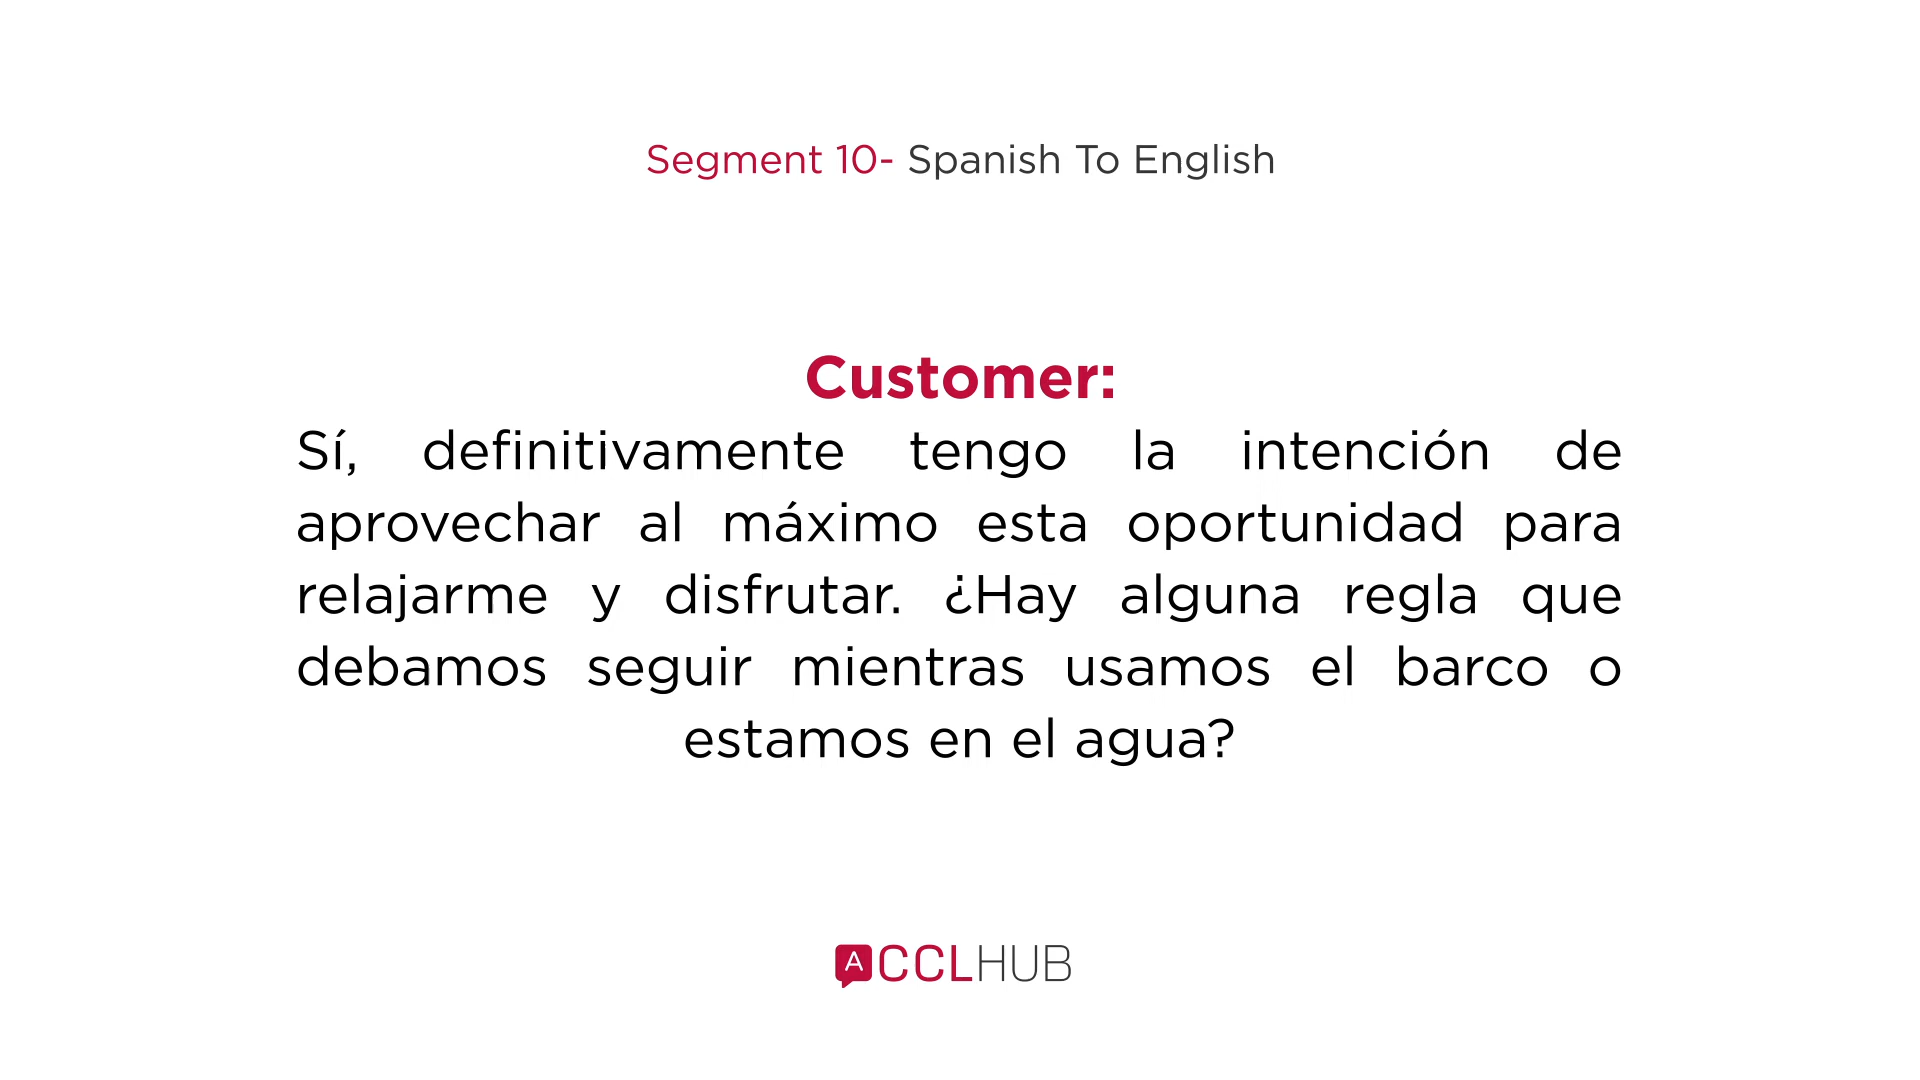 Segment 10- Spanish To English
Customer:
Sí, definitivamente tengo la intención de
aprovechar al máximo esta oportunidad para
relajarme y disfrutar. ¿Hay alguna regla que
debamos seguir mientras usamos el barco o
estamos en el agua?
A CCLHUB